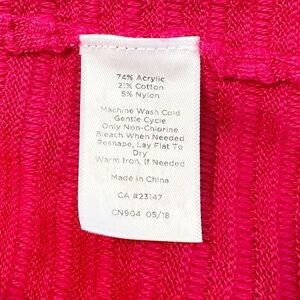 74% Acrylic
21% Cotton
5% Nylon
Machine Wash Cold
Gentle Cycle
Only Non-Chlorine
Bleach When Needed
Reshape, Lay Flat To
Dry
Warm Iron, If Needed
Made in China
CA #23147
CN904 05/18